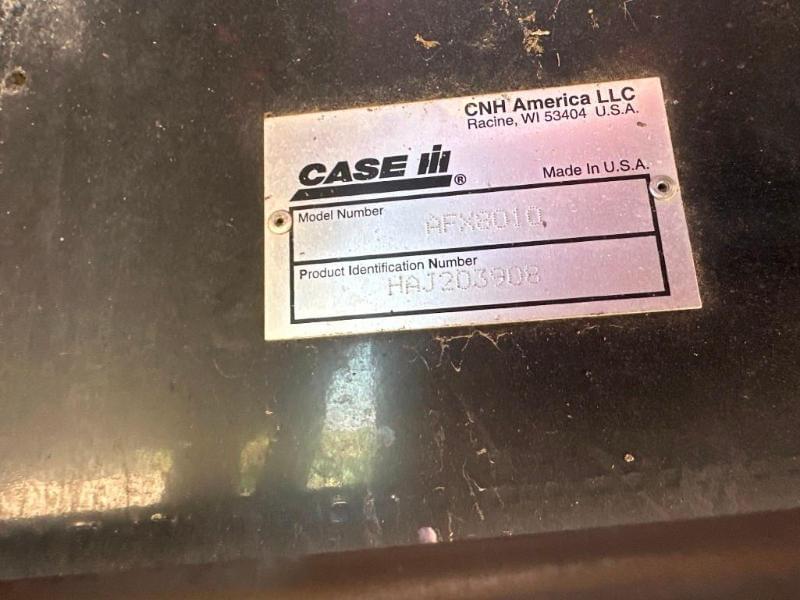 CNH America LLC
Racine, WI 53404 U.S.A.
CASE IH®
Made In U.S.A.
Model Number
AFX8010
Product Identification Number
HAJ203908